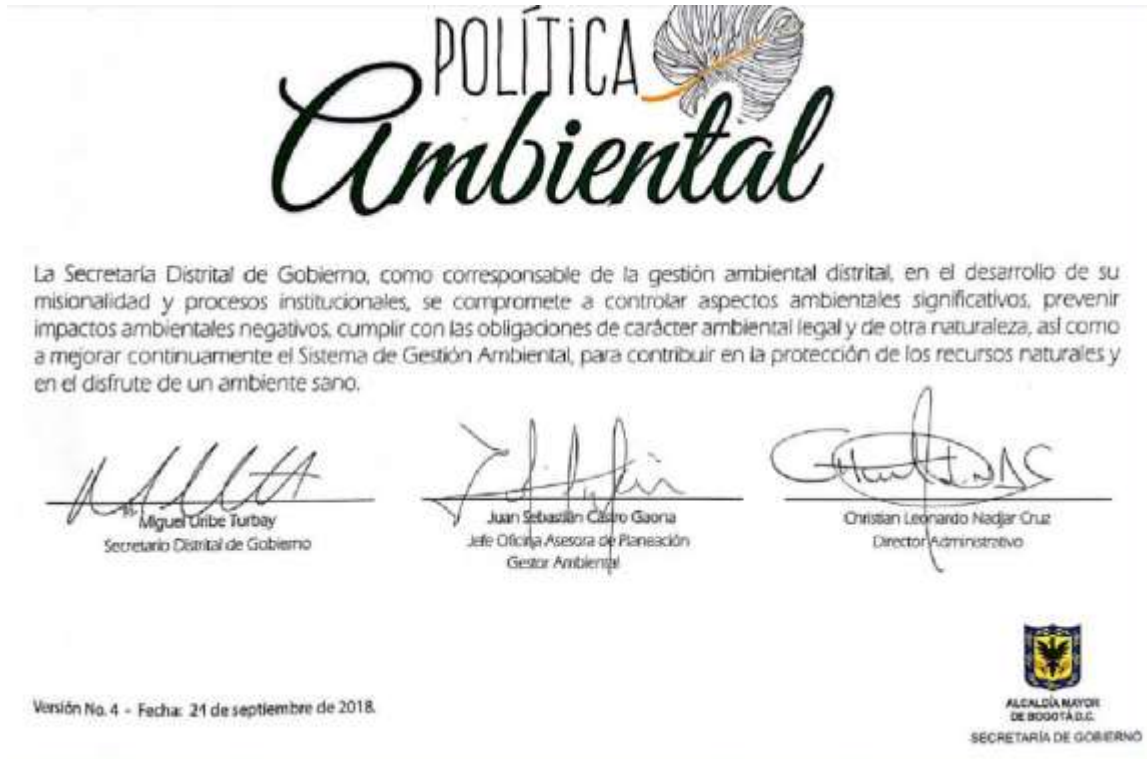 POLÍTiCA
Ambiental
La Secretaría Distrital de Gobierno, como corresponsable de la gestión ambiental distrital, en el desarrollo de su
misionalidad y procesos institucionales, se compromete a controlar aspectos ambientales significativos, prevenir
impactos ambientales negativos, cumplir con las obligaciones de carácter ambiental legal y de otra naturaleza, así como
a mejorar continuamente el Sistema de Gestión Ambiental, para contribuir en la protección de los recursos naturales y
en el disfrute de un ambiente sano.
Miguel Uribe Turbay
Secretario Distrital de Gobierno
Juan Sebastián Castro Gaona
Jefe Oficina Asesora de Planeación
Gestor Ambiental
Christian Leonardo Nadjar Cruz
Director Administrativo
Versión No. 4 - Fecha: 21 de septiembre de 2018.
ALCALDÍA MAYOR
DE BOGOTÁ D.C.
SECRETARÍA DE GOBIERNO